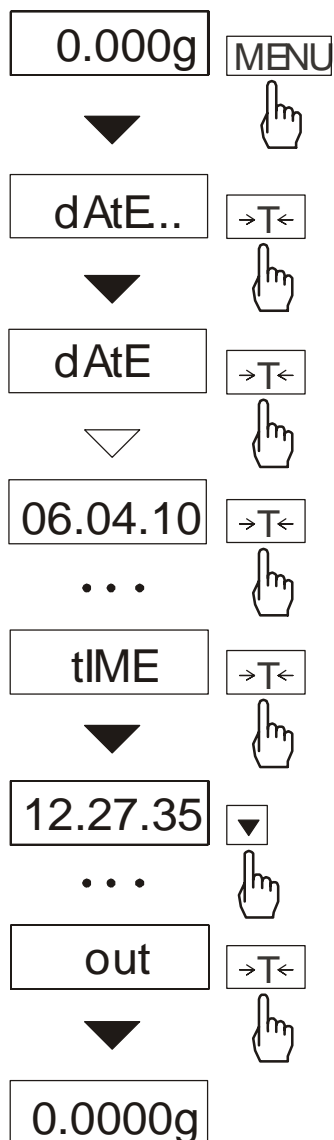 0.000g MENU
dAtE.. →T←
dAtE →T←
06.04.10 →T←
...
tIME →T←
12.27.35 ▼
...
out →T←
0.0000g